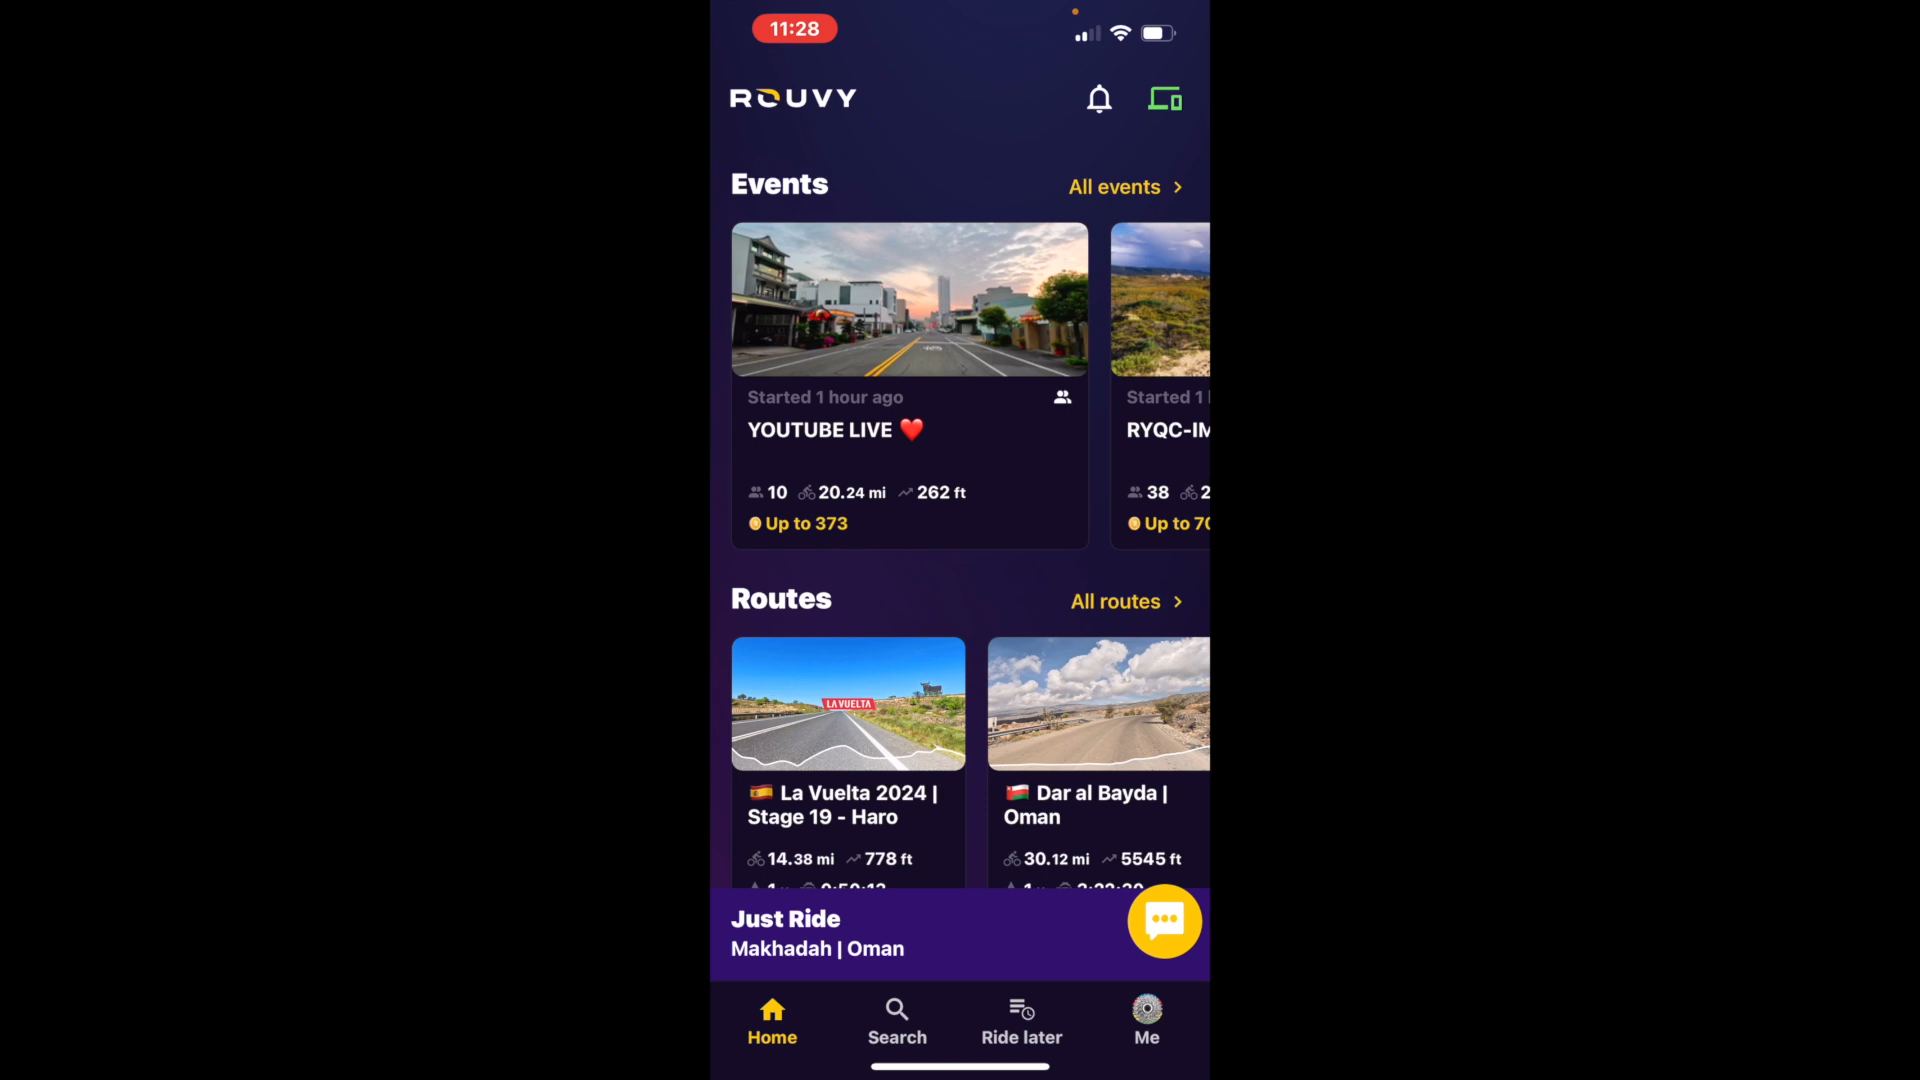 11:28
ROUVY
Events
All events
Started 1 hour ago
YOUTUBE LIVE ❤️
10 20.24 mi 262 ft
Up to 373
Started 1
RYQC-IM
38 2
Up to 70
Routes
All routes
LA VUELTA
🇪🇸 La Vuelta 2024 |
Stage 19 - Haro
14.38 mi 778 ft
🇴🇲 Dar al Bayda |
Oman
30.12 mi 5545 ft
Just Ride
Makhadah | Oman
Home
Search
Ride later
Me